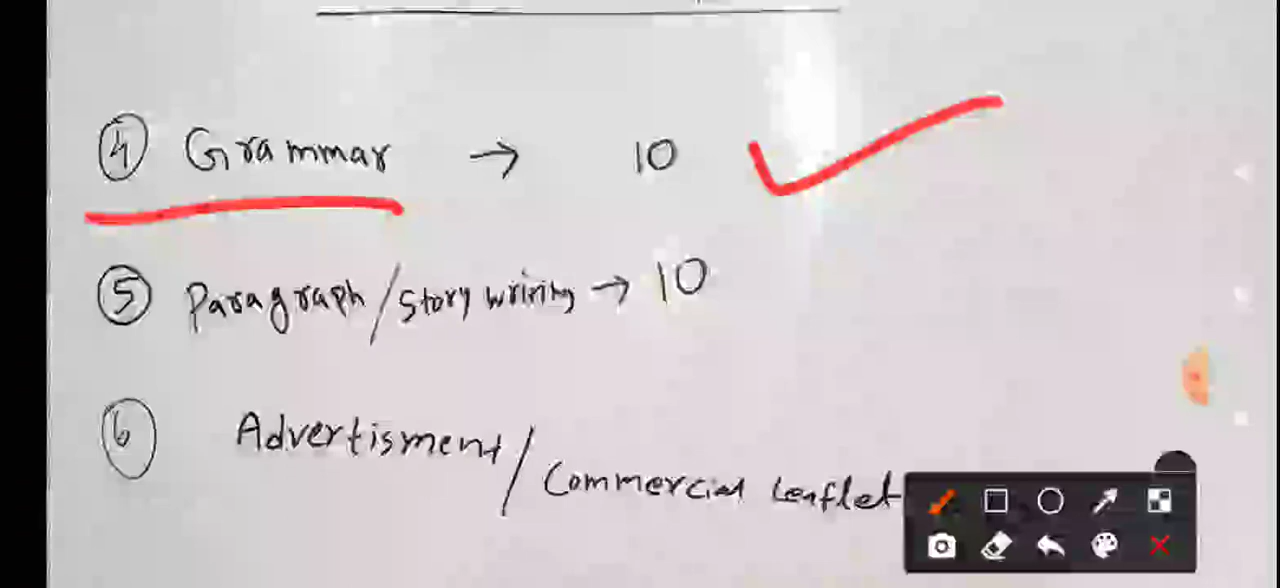 4 Grammar → 10
5 Paragraph/Story writing → 10
6 Advertisment/Commercial Leaflet